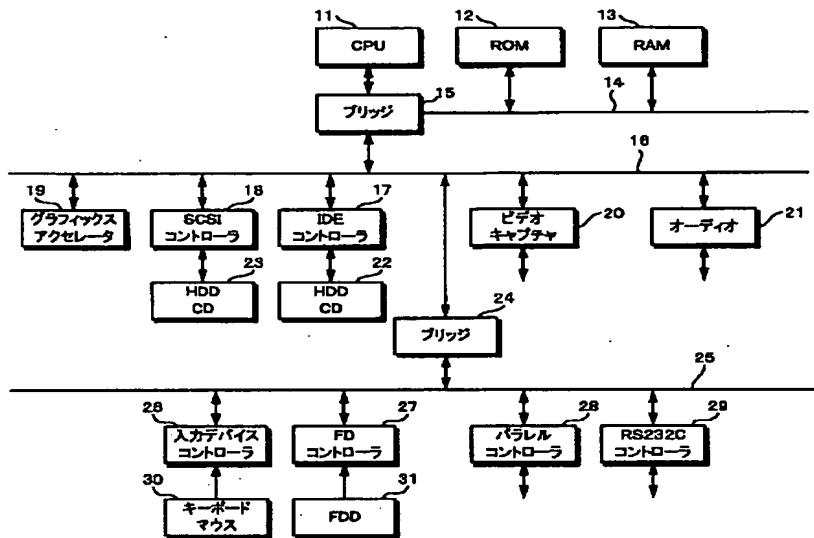 11
12
13
CPU
ROM
RAM
15
14
ブリッジ
16
19
18
17
20
21
グラフィックス
アクセレータ
SCSI
コントローラ
IDE
コントローラ
ビデオ
キャプチャ
オーディオ
23
22
HDD
CD
HDD
CD
24
ブリッジ
25
26
27
28
29
入力デバイス
コントローラ
FD
コントローラ
パラレル
コントローラ
RS232C
コントローラ
30
31
キーボード
マウス
FDD